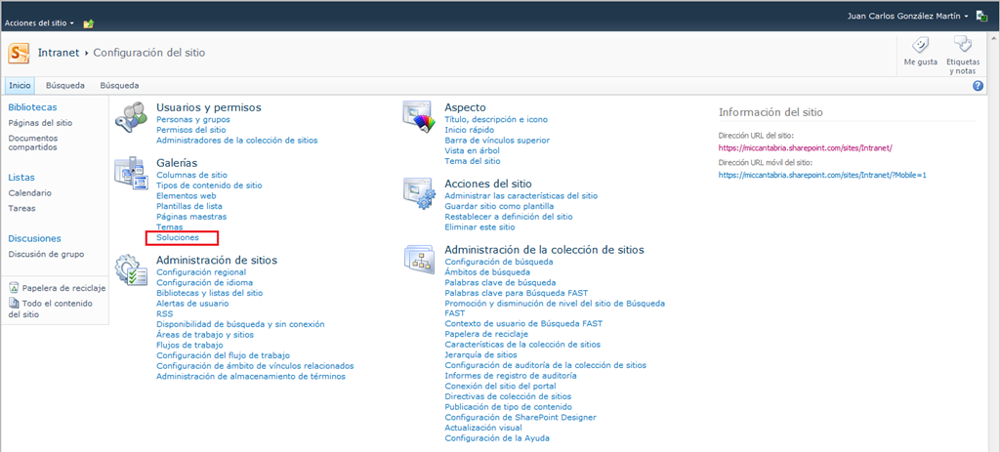 Acciones del sitio
Juan Carlos González Martín
Intranet ▸ Configuración del sitio
Me gusta
Etiquetas
y notas
Inicio
Búsqueda
Búsqueda
Bibliotecas
Páginas del sitio
Documentos
compartidos
Listas
Calendario
Tareas
Discusiones
Discusión de grupo
Papelera de reciclaje
Todo el contenido
del sitio
Usuarios y permisos
Personas y grupos
Permisos del sitio
Administradores de la colección de sitios
Galerías
Columnas de sitio
Tipos de contenido de sitio
Elementos web
Plantillas de lista
Páginas maestras
Temas
Soluciones
Administración de sitios
Configuración regional
Configuración de idioma
Bibliotecas y listas del sitio
Alertas de usuario
RSS
Disponibilidad de búsqueda y sin conexión
Áreas de trabajo y sitios
Flujos de trabajo
Configuración del flujo de trabajo
Configuración de ámbito de vínculos relacionados
Administración de almacenamiento de términos
Aspecto
Título, descripción e icono
Inicio rápido
Barra de vínculos superior
Vista en árbol
Tema del sitio
Acciones del sitio
Administrar las características del sitio
Guardar sitio como plantilla
Restablecer a definición del sitio
Eliminar este sitio
Administración de la colección de sitios
Configuración de búsqueda
Ámbitos de búsqueda
Palabras clave de búsqueda
Palabras clave para Búsqueda FAST
Promoción y disminución de nivel del sitio de Búsqueda
FAST
Contexto de usuario de Búsqueda FAST
Papelera de reciclaje
Características de la colección de sitios
Jerarquía de sitios
Configuración de auditoría de la colección de sitios
Informes de registro de auditoría
Conexión del sitio del portal
Directivas de colección de sitios
Publicación de tipo de contenido
Configuración de SharePoint Designer
Actualización visual
Configuración de la Ayuda
Información del sitio
Dirección URL del sitio:
https://miccantabria.sharepoint.com/sites/Intranet/
Dirección URL móvil del sitio:
https://miccantabria.sharepoint.com/sites/Intranet/?Mobile=1